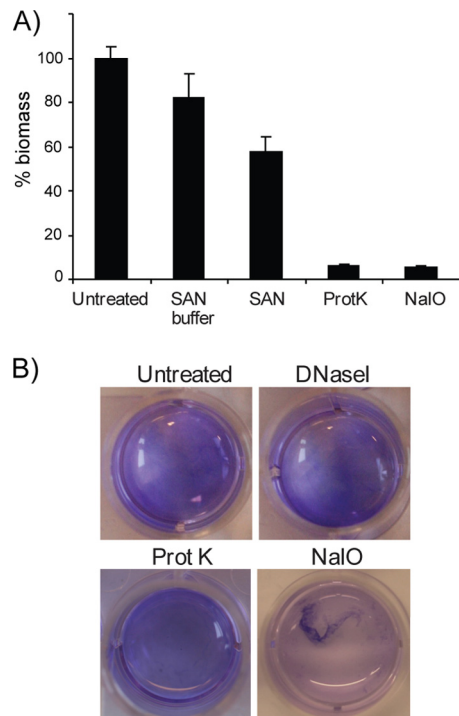 A)
% biomass
100
80
60
40
20
0
Untreated
SAN
buffer
SAN
ProtK
NaIO
B)
Untreated
DNaseI
Prot K
NaIO